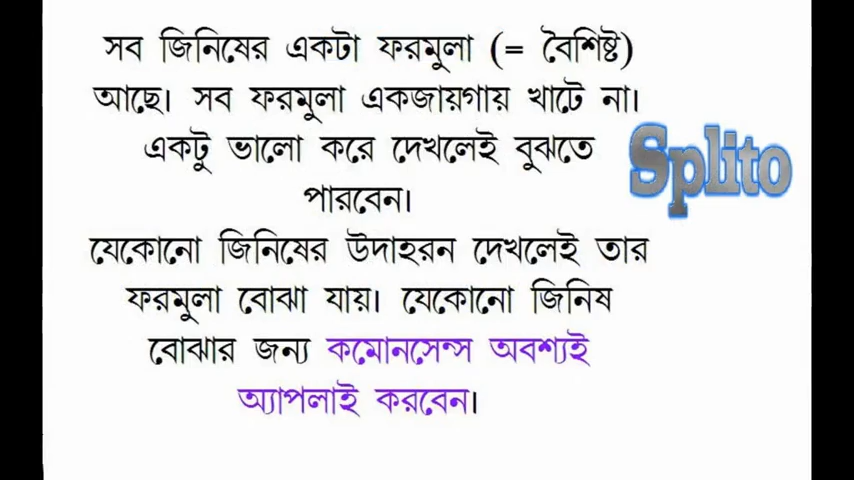 সব জিনিষের একটা ফরমুলা (= বৈশিষ্ট)
আছে। সব ফরমুলা একজায়গায় খাটে না।
একটু ভালো করে দেখলেই বুঝতে
পারবেন।
Splito
যেকোনো জিনিষের উদাহরন দেখলেই তার
ফরমুলা বোঝা যায়। যেকোনো জিনিষ
বোঝার জন্য কমোনসেন্স অবশ্যই
অ্যাপলাই করবেন।